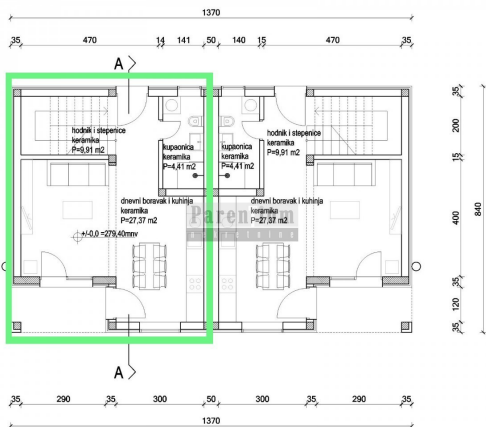 1370
35 470 14 141 50 140 15 470 35
A
hodnik i stepenice
keramika
P=9,91 m2
kupaonica
keramika
P=4,41 m2
kupaonica
keramika
P=4,41 m2
hodnik i stepenice
keramika
P=9,91 m2
dnevni boravak i kuhinja
keramika
P=27,37 m2
dnevni boravak i kuhinja
keramika
P=27,37 m2
+/-0,0 =279,40mnv
35
200
15
400
35
120
35
840
A
35 290 35 300 50 300 35 290 35
1370